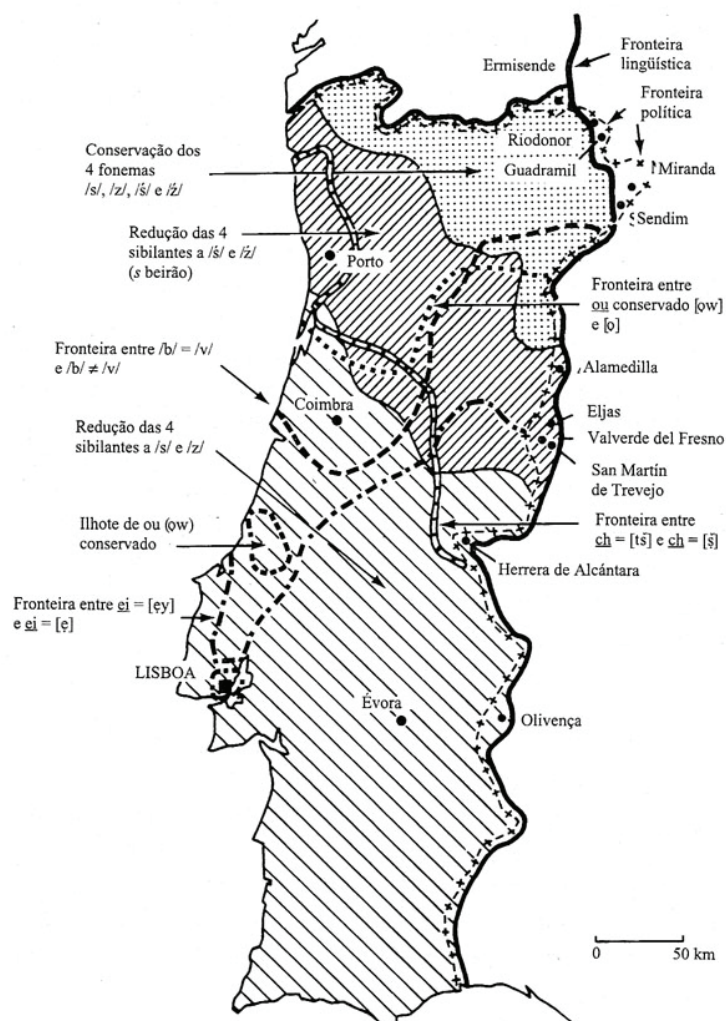 Ermisende
Fronteira
lingüística
Fronteira
política
Riodonor
Guadramil
Miranda
Sendim
Conservação dos
4 fonemas
/s/, /z/, /ṡ/ e /ż/
Redução das 4
sibilantes a /ṡ/ e /ż/
(s beirão)
Porto
Fronteira entre
ou conservado [ọw]
e [ọ]
Fronteira entre /b/ = /v/
e /b/ ≠ /v/
Alamedilla
Coimbra
Eljas
Valverde del Fresno
San Martín
de Trevejo
Redução das 4
sibilantes a /s/ e /z/
Ilhote de ou (ọw)
conservado
Fronteira entre
ch = [tš] e ch = [š]
Herrera de Alcántara
Fronteira entre ei = [ẹy]
e ei = [ẹ]
LISBOA
Évora
Olivença
0 50 km